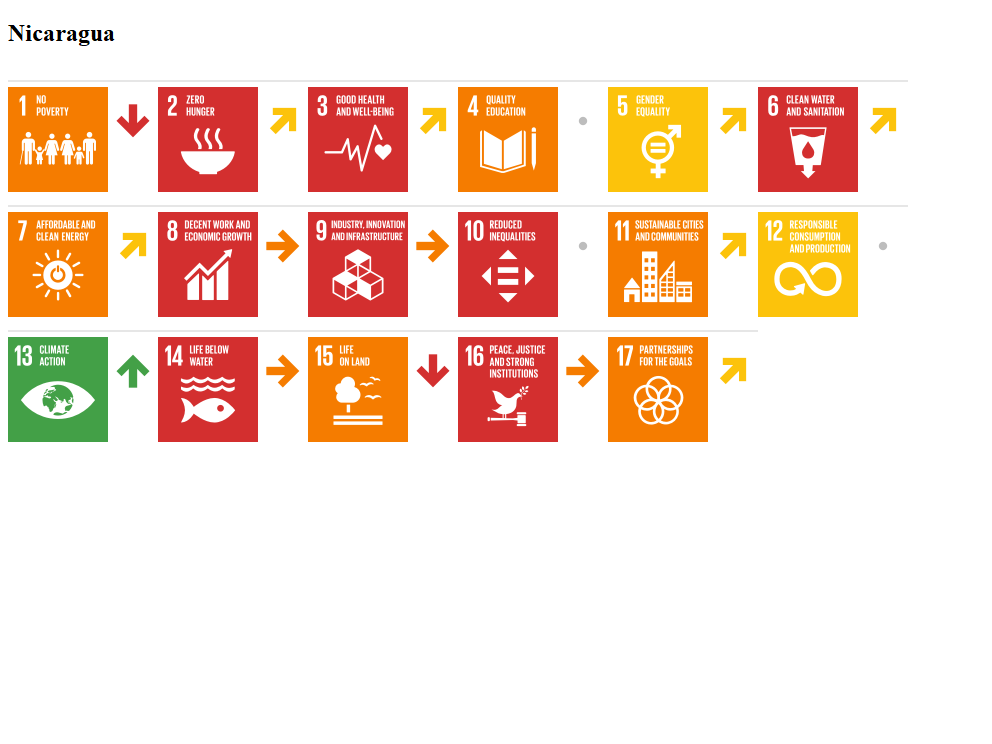 Nicaragua
1 NO
POVERTY
2 ZERO
HUNGER
3 GOOD HEALTH
AND WELL-BEING
4 QUALITY
EDUCATION
5 GENDER
EQUALITY
6 CLEAN WATER
AND SANITATION
7 AFFORDABLE AND
CLEAN ENERGY
8 DECENT WORK AND
ECONOMIC GROWTH
9 INDUSTRY, INNOVATION
AND INFRASTRUCTURE
10 REDUCED
INEQUALITIES
11 SUSTAINABLE CITIES
AND COMMUNITIES
12 RESPONSIBLE
CONSUMPTION
AND PRODUCTION
13 CLIMATE
ACTION
14 LIFE BELOW
WATER
15 LIFE
ON LAND
16 PEACE, JUSTICE
AND STRONG
INSTITUTIONS
17 PARTNERSHIPS
FOR THE GOALS